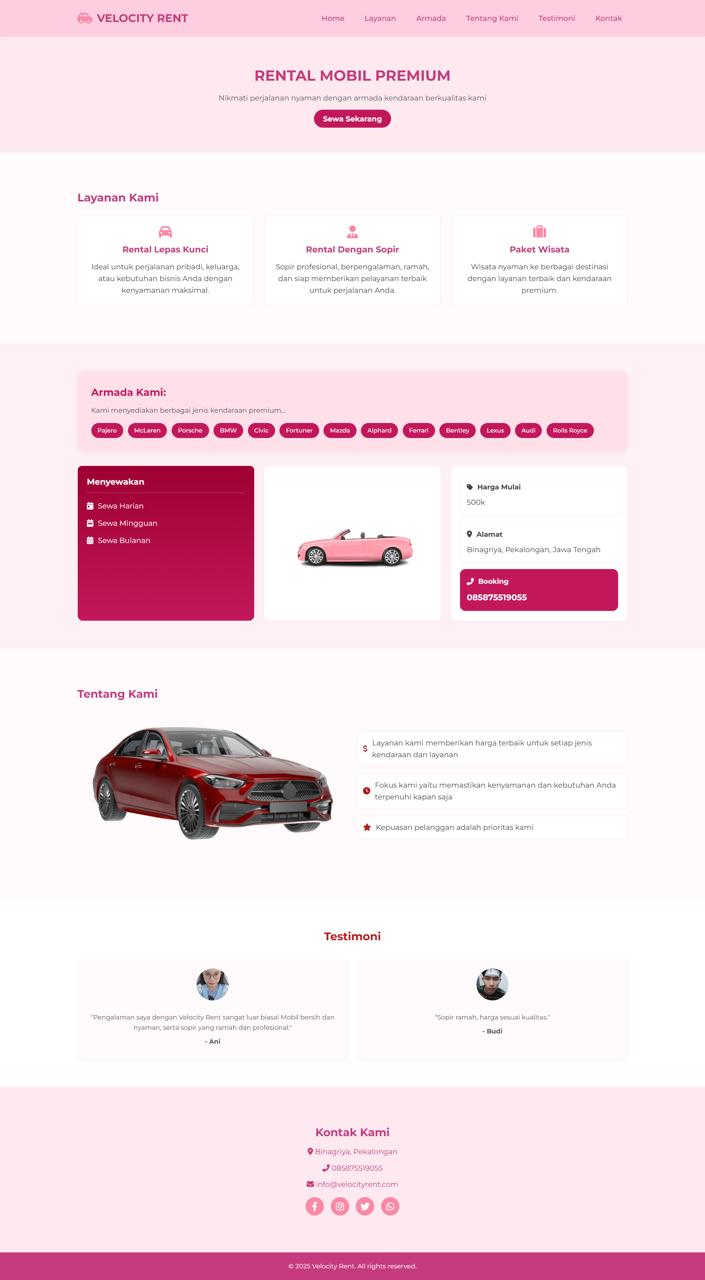 VELOCITY RENT
Home Layanan Armada Tentang Kami Testimoni Kontak
RENTAL MOBIL PREMIUM
Nikmati perjalanan nyaman dengan armada kendaraan berkualitas kami
Sewa Sekarang
Layanan Kami
Rental Lepas Kunci
Ideal untuk perjalanan pribadi, keluarga,
atau kebutuhan bisnis Anda dengan
kenyamanan maksimal.
Rental Dengan Sopir
Sopir profesional, berpengalaman, ramah,
dan siap memberikan pelayanan terbaik
untuk perjalanan Anda.
Paket Wisata
Wisata nyaman ke berbagai destinasi
dengan layanan terbaik dan kendaraan
premium.
Armada Kami:
Kami menyediakan berbagai jenis kendaraan premium...
Pajero McLaren Porsche BMW Civic Fortuner Mazda Alphard Ferrari Bentley Lexus Audi Rolls Royce
Menyewakan
Sewa Harian
Sewa Mingguan
Sewa Bulanan
Harga Mulai
500k
Alamat
Binagriya, Pekalongan, Jawa Tengah
Booking
085875519055
Tentang Kami
Layanan kami memberikan harga terbaik untuk setiap jenis
kendaraan dan layanan
Fokus kami yaitu memastikan kenyamanan dan kebutuhan Anda
terpenuhi kapan saja
Kepuasan pelanggan adalah prioritas kami
Testimoni
"Pengalaman saya dengan Velocity Rent sangat luar biasa! Mobil bersih dan
nyaman, serta sopir yang ramah dan profesional."
- Ani
"Sopir ramah, harga sesuai kualitas."
- Budi
Kontak Kami
Binagriya, Pekalongan
085875519055
info@velocityrent.com
© 2025 Velocity Rent. All rights reserved.